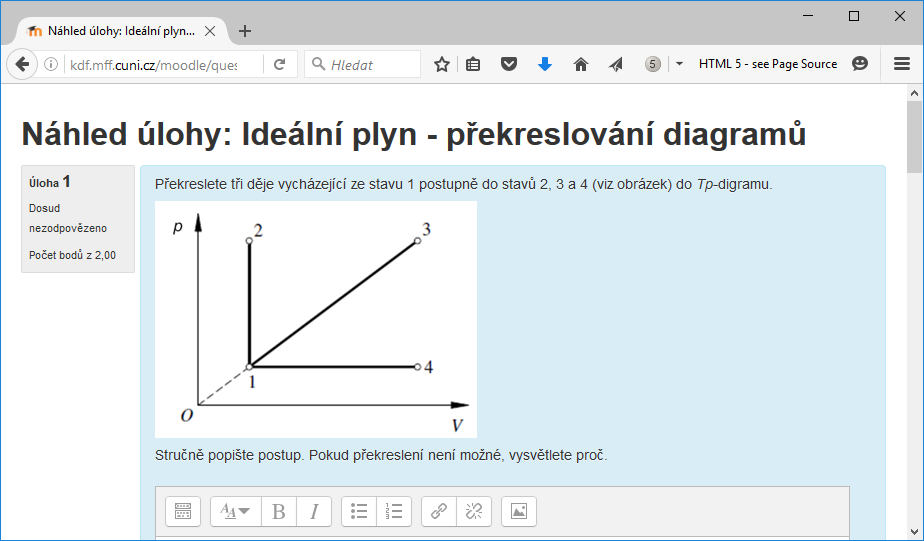 Náhled úlohy: Ideální plyn...
kdf.mff.cuni.cz/moodle/ques
Hledat
5
HTML 5 - see Page Source
Náhled úlohy: Ideální plyn - překreslování diagramů
Úloha 1
Dosud
nezodpovězeno
Počet bodů z 2,00
Překreslete tři děje vycházející ze stavu 1 postupně do stavů 2, 3 a 4 (viz obrázek) do Tp-digramu.
p
2
3
1
4
O
V
Stručně popište postup. Pokud překreslení není možné, vysvětlete proč.
B
I